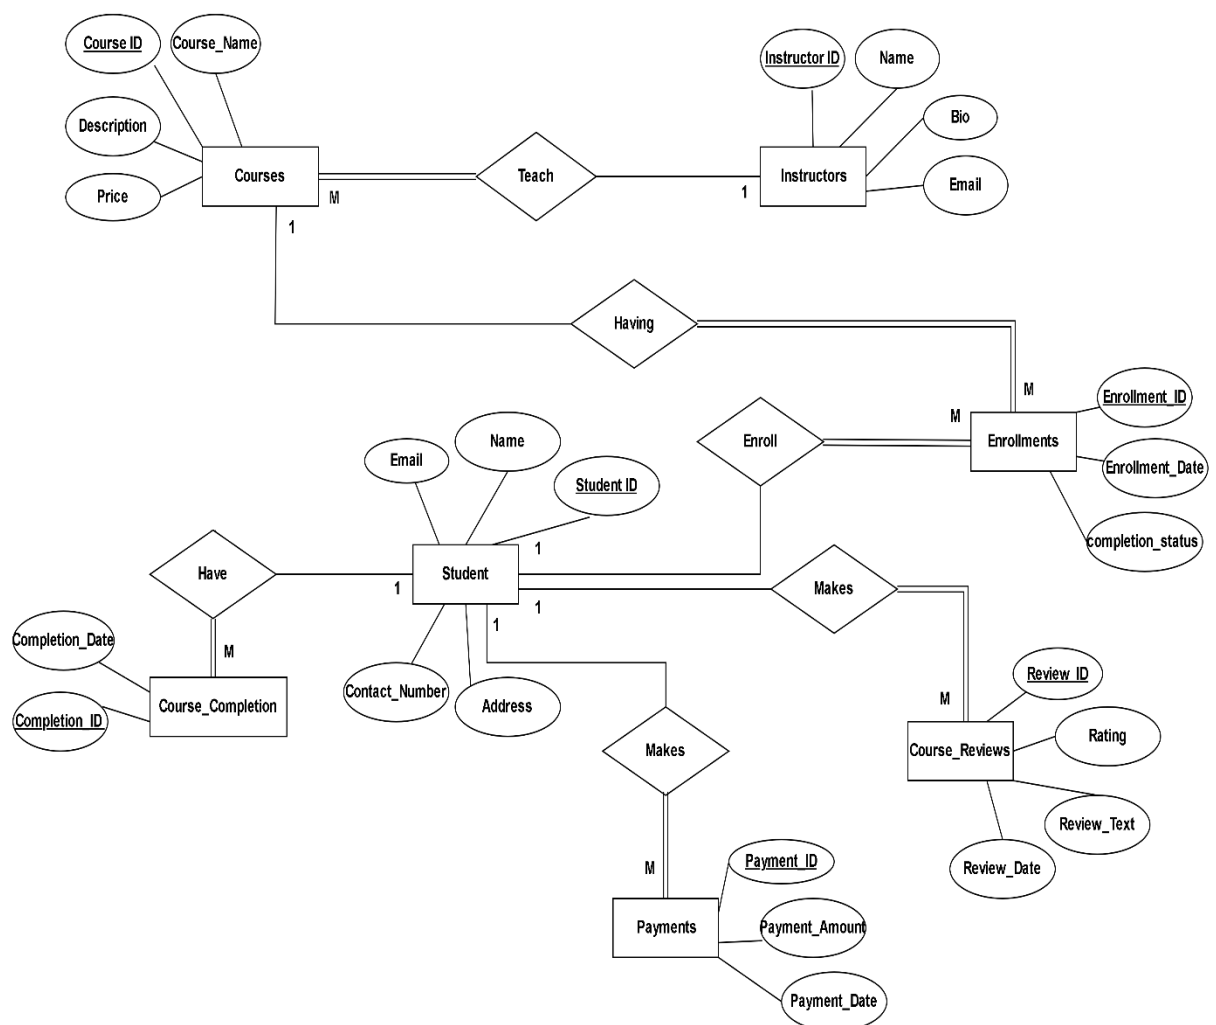 Course ID
Course_Name
Instructor ID
Name
Description
Bio
Courses
Teach
Instructors
Email
Price
M
1
1
Having
M
Enrollment_ID
M
Name
Enroll
Enrollments
Email
Enrollment_Date
Student ID
completion_status
1
Have
Student
Makes
1
1
1
Completion_Date
M
Contact_Number
Address
Review_ID
M
Course_Completion
Completion_ID
Makes
Course_Reviews
Rating
Review_Text
Payment_ID
M
Review_Date
Payments
Payment_Amount
Payment_Date